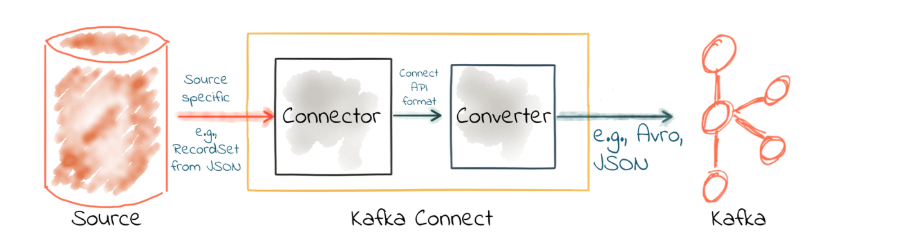 Source
specific
e.g.,
RecordSet
from JSON
Connector
Connect
API
format
Converter
e.g., Avro,
JSON
Source
Kafka Connect
Kafka